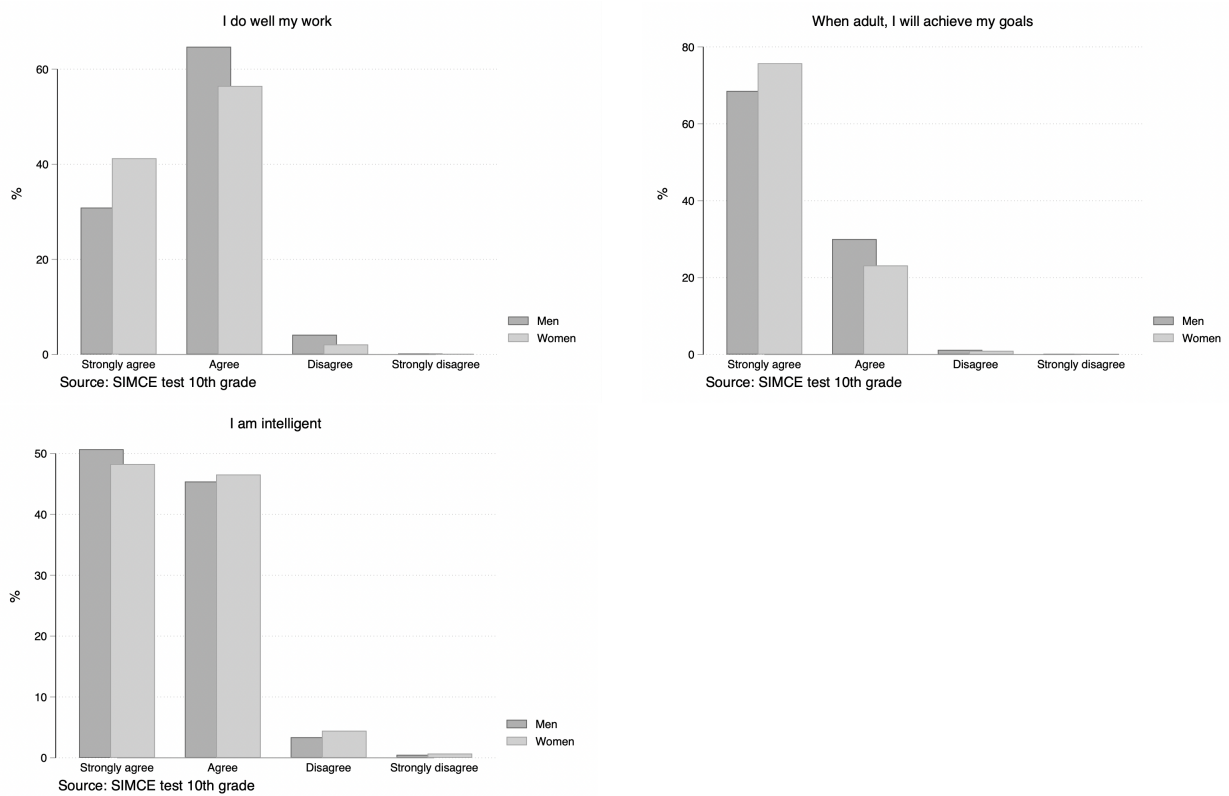 I do well my work
%
60
40
20
0
Strongly agree Agree Disagree Strongly disagree
Men
Women
Source: SIMCE test 10th grade
When adult, I will achieve my goals
%
80
60
40
20
0
Strongly agree Agree Disagree Strongly disagree
Men
Women
Source: SIMCE test 10th grade
I am intelligent
%
50
40
30
20
10
0
Strongly agree Agree Disagree Strongly disagree
Men
Women
Source: SIMCE test 10th grade